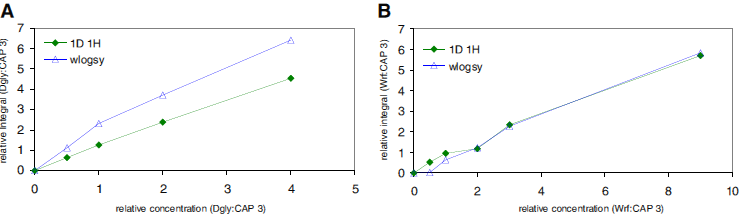 A
relative integral (Dgly:CAP 3)
7
6
5
4
3
2
1
0
1D 1H
wlogsy
0
1
2
3
4
5
relative concentration (Dgly:CAP 3)
B
relative integral (Wrf:CAP 3)
7
6
5
4
3
2
1
0
1D 1H
wlogsy
0
2
4
6
8
10
relative concentration (Wrf:CAP 3)